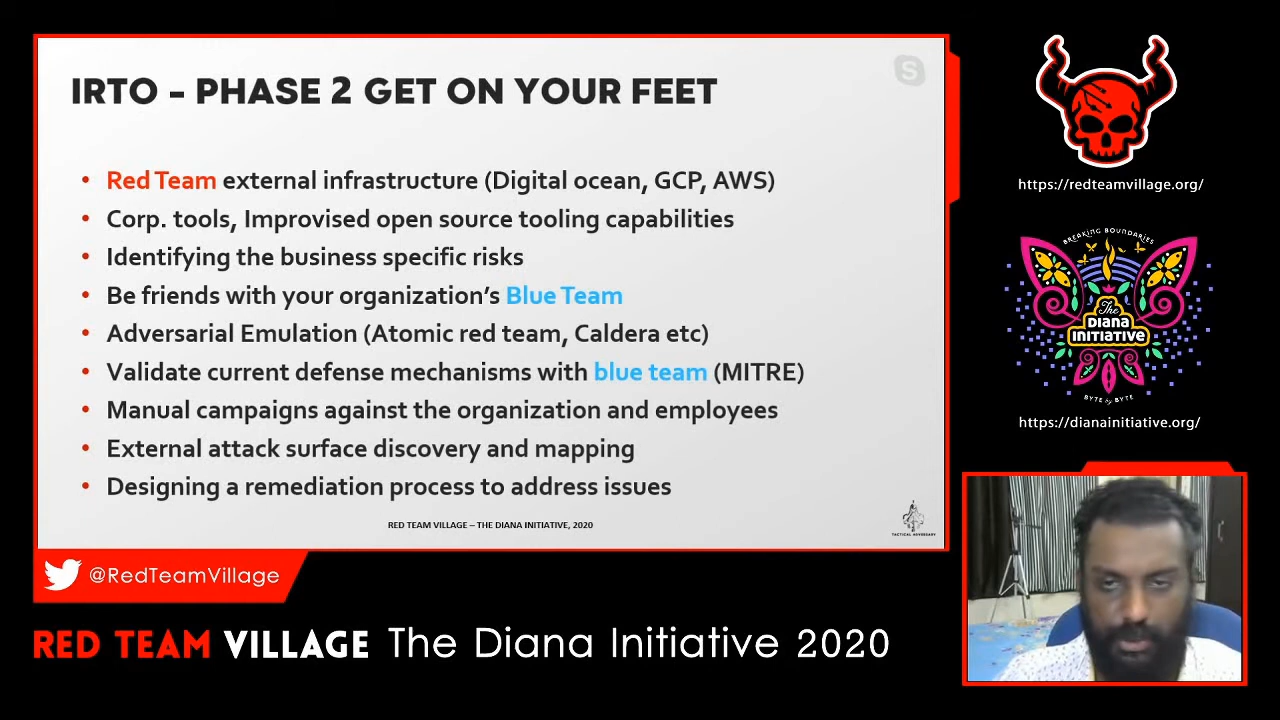 IRTO - PHASE 2 GET ON YOUR FEET
• Red Team external infrastructure (Digital ocean, GCP, AWS)
• Corp. tools, Improvised open source tooling capabilities
• Identifying the business specific risks
• Be friends with your organization's Blue Team
• Adversarial Emulation (Atomic red team, Caldera etc)
• Validate current defense mechanisms with blue team (MITRE)
• Manual campaigns against the organization and employees
• External attack surface discovery and mapping
• Designing a remediation process to address issues
RED TEAM VILLAGE – THE DIANA INITIATIVE, 2020
TACTICAL ADVERSARY
https://redteamvillage.org/
BREAKING BOUNDARIES
The
DIANA
INITIATIVE
BYTE by BYTE
https://dianainitiative.org/
@RedTeamVillage
RED TEAM VILLAGE The Diana Initiative 2020